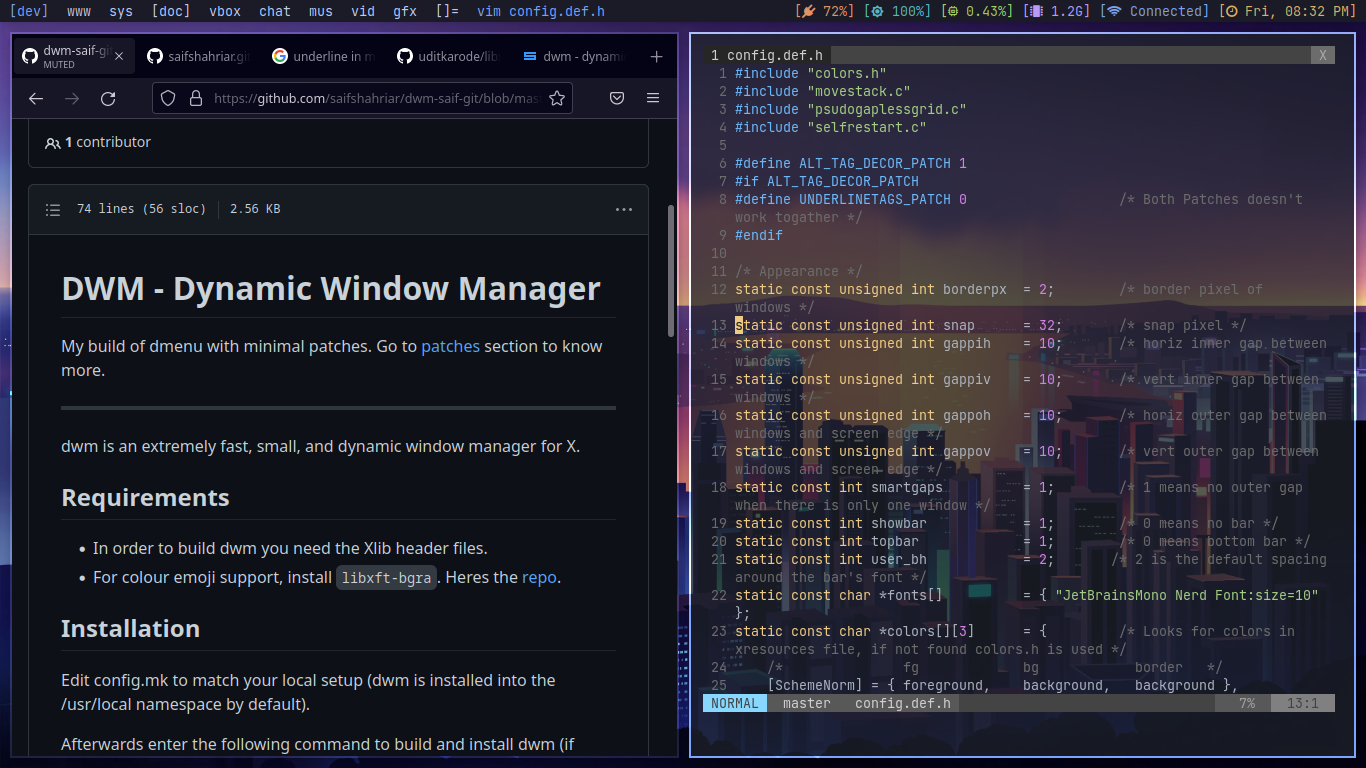 [dev] www sys [doc] vbox chat mus vid gfx []= vim config.def.h [ 72%] [ 100%] [ 0.43%] [ 1.2G] [ Connected] [ Fri, 08:32 PM]
dwm-saif-git
MUTED
saifshahriar.git
underline in m
uditkarode/lib
dwm - dynami
https://github.com/saifshahriar/dwm-saif-git/blob/mas
1 contributor
74 lines (56 sloc) 2.56 KB
DWM - Dynamic Window Manager
My build of dmenu with minimal patches. Go to patches section to know
more.
dwm is an extremely fast, small, and dynamic window manager for X.
Requirements
• In order to build dwm you need the Xlib header files.
• For colour emoji support, install libxft-bgra. Heres the repo.
Installation
Edit config.mk to match your local setup (dwm is installed into the
/usr/local namespace by default).
Afterwards enter the following command to build and install dwm (if
1 config.def.h X
1 #include "colors.h"
2 #include "movestack.c"
3 #include "psudogaplessgrid.c"
4 #include "selfrestart.c"
5
6 #define ALT_TAG_DECOR_PATCH 1
7 #if ALT_TAG_DECOR_PATCH
8 #define UNDERLINETAGS_PATCH 0 /* Both Patches doesn't
work togather */
9 #endif
10
11 /* Appearance */
12 static const unsigned int borderpx = 2; /* border pixel of
windows */
13 static const unsigned int snap = 32; /* snap pixel */
14 static const unsigned int gappih = 10; /* horiz inner gap between
windows */
15 static const unsigned int gappiv = 10; /* vert inner gap between
windows */
16 static const unsigned int gappoh = 10; /* horiz outer gap between
windows and screen edge */
17 static const unsigned int gappov = 10; /* vert outer gap between
windows and screen edge */
18 static const int smartgaps = 1; /* 1 means no outer gap
when there is only one window */
19 static const int showbar = 1; /* 0 means no bar */
20 static const int topbar = 1; /* 0 means bottom bar */
21 static const int user_bh = 2; /* 2 is the default spacing
around the bar's font */
22 static const char *fonts[] = { "JetBrainsMono Nerd Font:size=10"
};
23 static const char *colors[][3] = { /* Looks for colors in
xresources file, if not found colors.h is used */
24 /* fg bg border */
25 [SchemeNorm] = { foreground, background, background },
NORMAL master config.def.h 7% 13:1